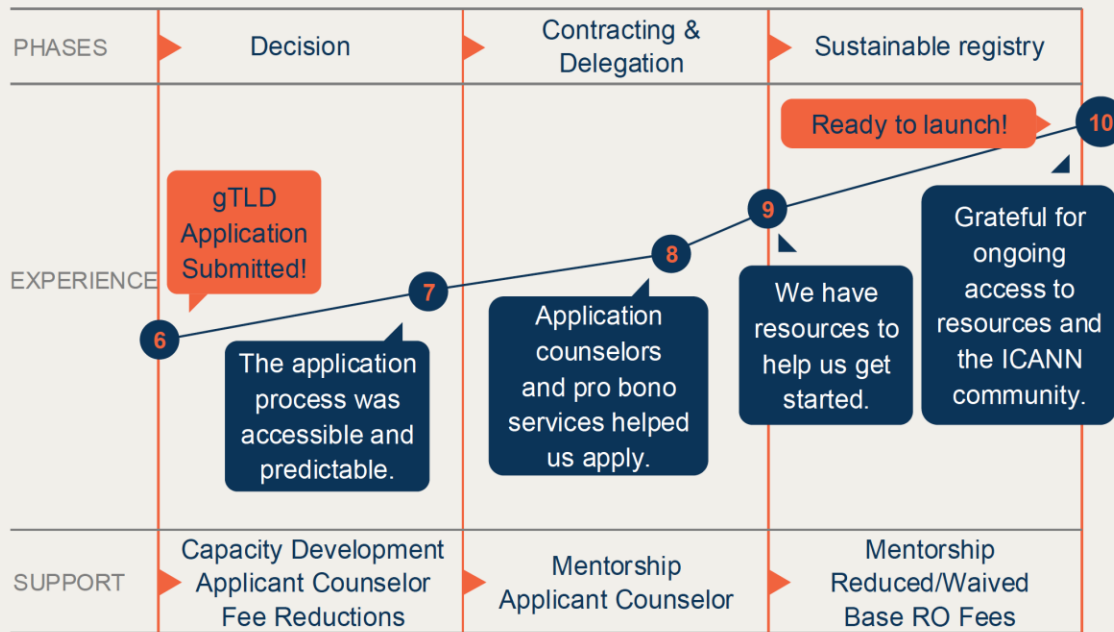 PHASES
Decision
Contracting &
Delegation
Sustainable registry
EXPERIENCE
6
gTLD
Application
Submitted!
7
The application
process was
accessible and
predictable.
8
Application
counselors
and pro bono
services helped
us apply.
9
We have
resources to
help us get
started.
Ready to launch!
10
Grateful for
ongoing
access to
resources and
the ICANN
community.
SUPPORT
Capacity Development
Applicant Counselor
Fee Reductions
Mentorship
Applicant Counselor
Mentorship
Reduced/Waived
Base RO Fees